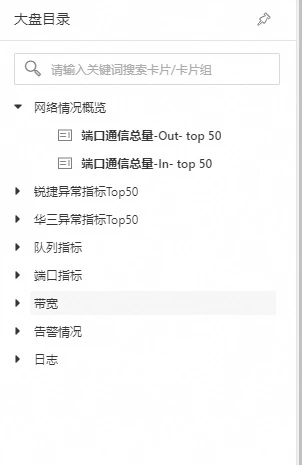 大盘目录
请输入关键词搜索卡片/卡片组
网络情况概览
端口通信总量-Out- top 50
端口通信总量-In- top 50
锐捷异常指标Top50
华三异常指标Top50
队列指标
端口指标
带宽
告警情况
日志